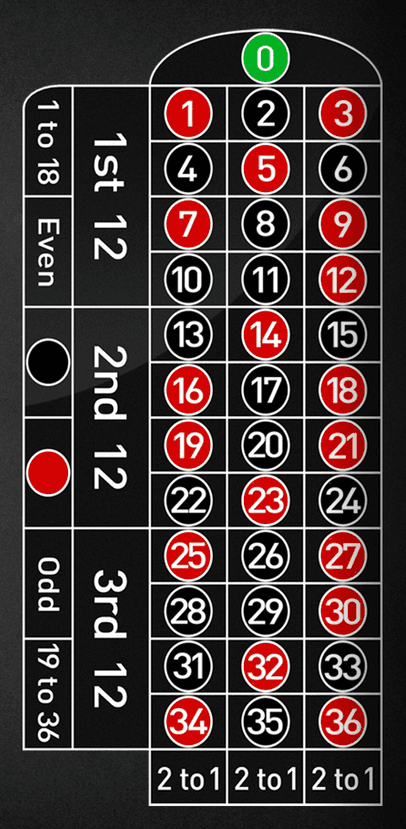 0
1 2 3
4 5 6
7 8 9
10 11 12
13 14 15
16 17 18
19 20 21
22 23 24
25 26 27
28 29 30
31 32 33
34 35 36
2 to 1 2 to 1 2 to 1
1st 12
2nd 12
3rd 12
1 to 18
Even
Odd
19 to 36